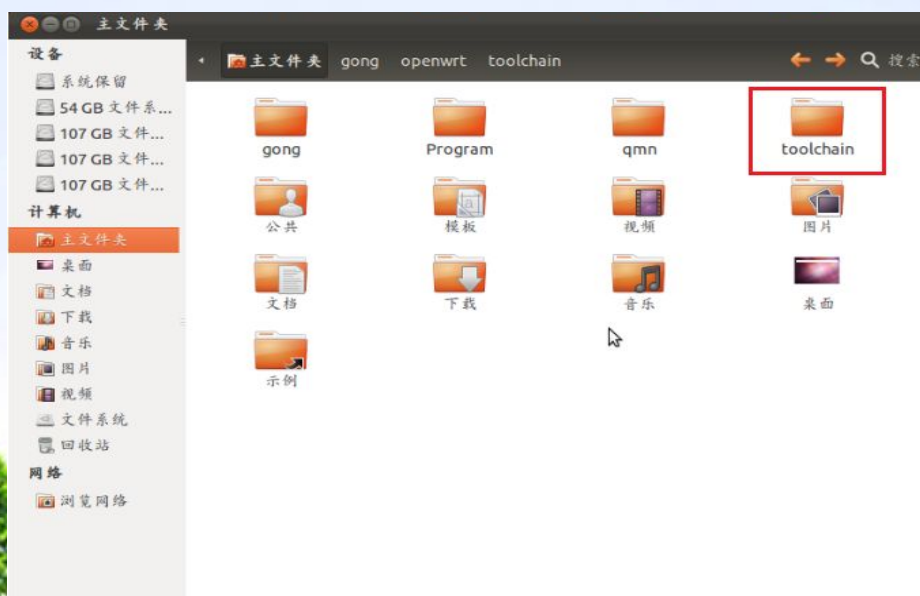 主文件夹
设备
系统保留
54 GB 文件系...
107 GB 文件...
107 GB 文件...
107 GB 文件...
计算机
主文件夹
桌面
文档
下载
音乐
图片
视频
文件系统
回收站
网络
浏览网络
主文件夹 gong openwrt toolchain 搜索
gong Program qmn toolchain
公共 模板 视频 图片
文档 下载 音乐 桌面
示例